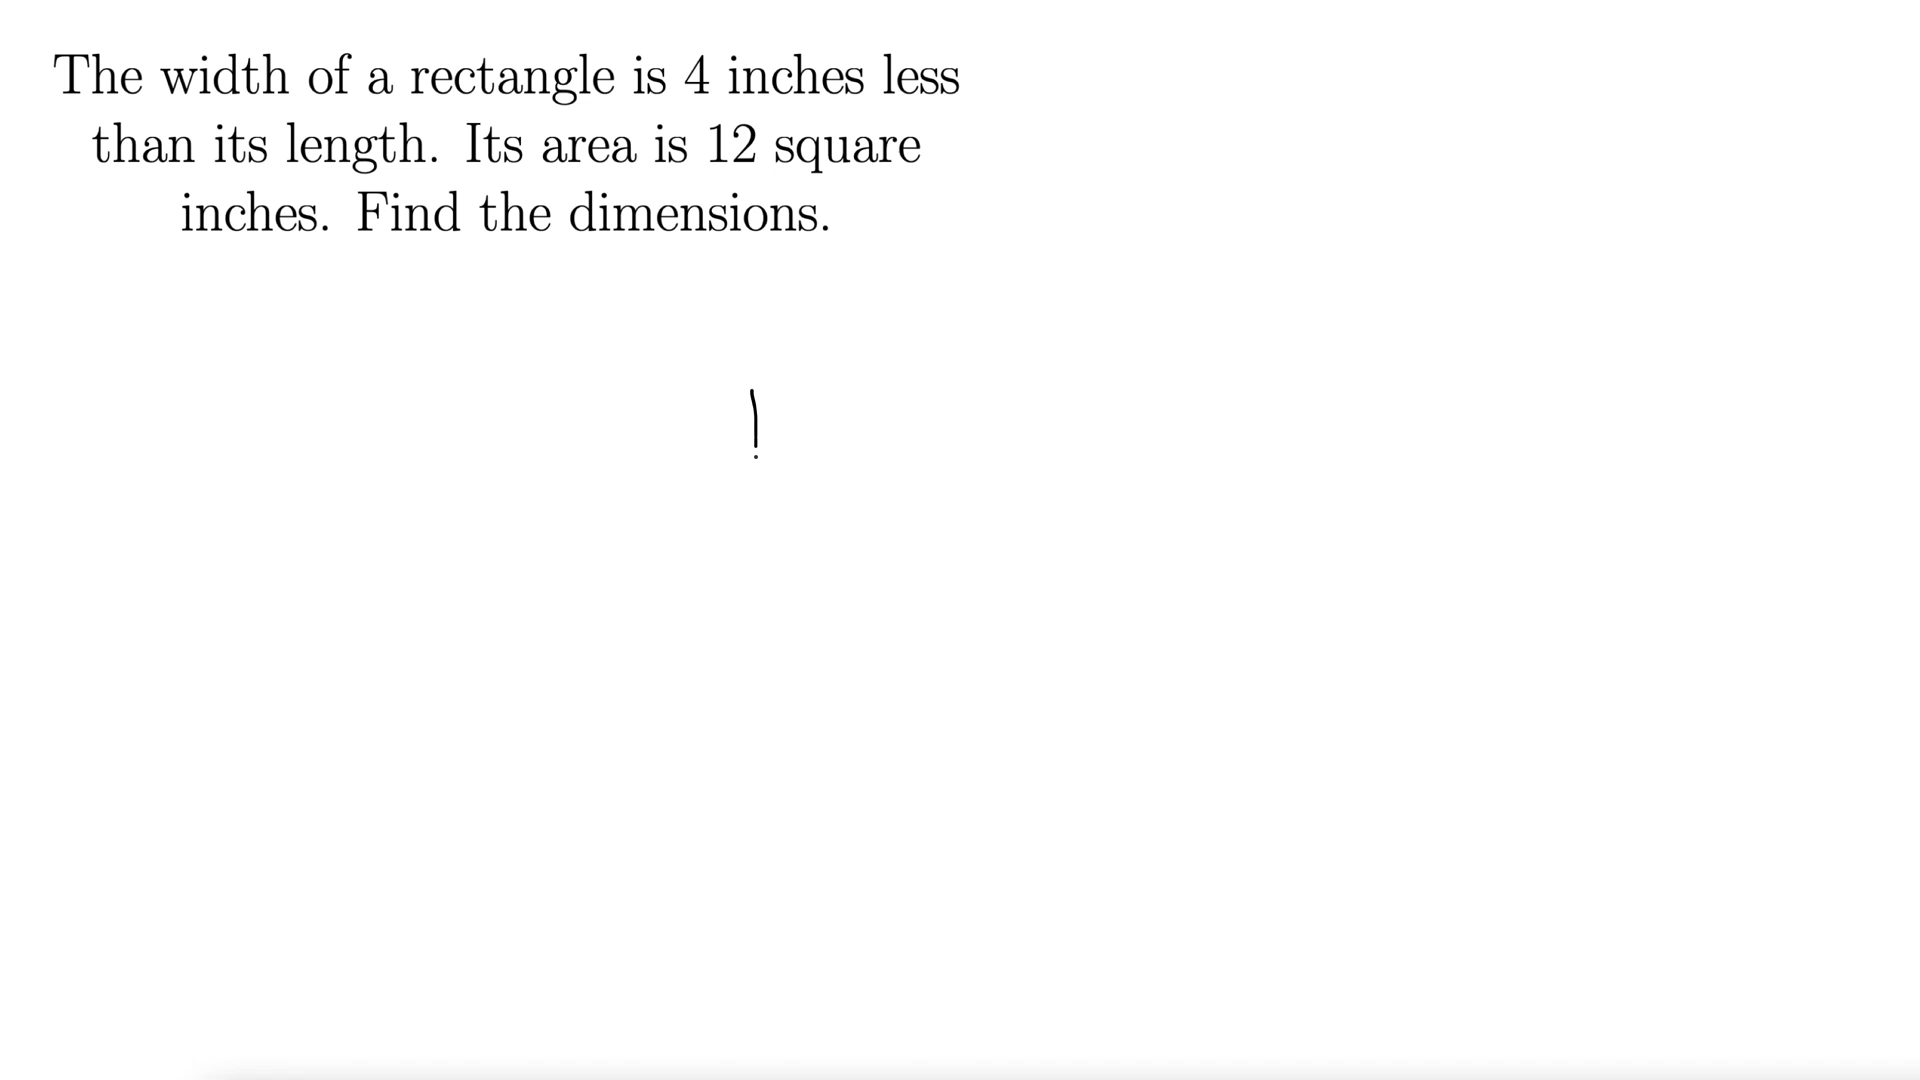 The width of a rectangle is 4 inches less
than its length. Its area is 12 square
inches. Find the dimensions.